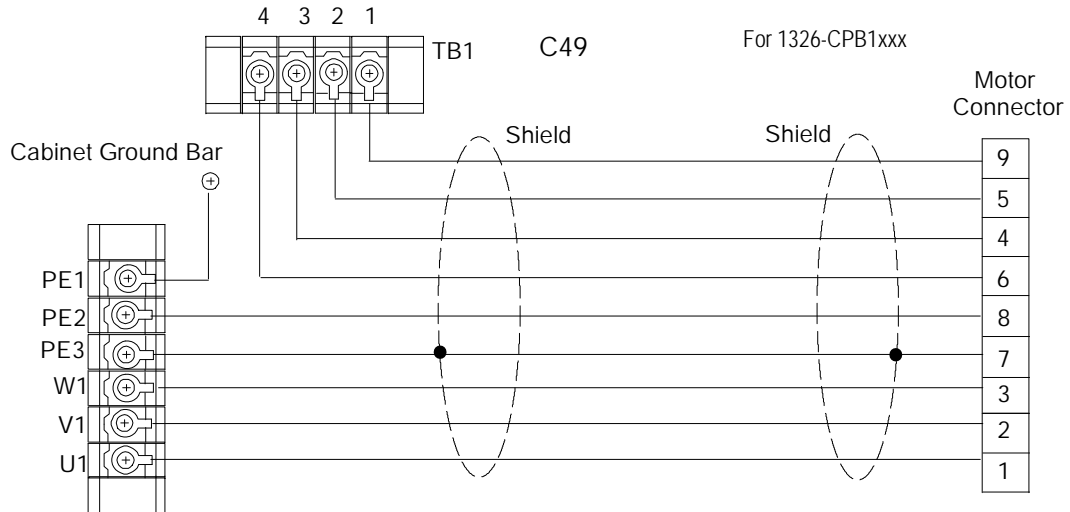 4 3 2 1
TB1
C49
For 1326-CPB1xxx
Motor
Connector
Shield
Shield
Cabinet Ground Bar
9
5
4
PE1
6
PE2
8
PE3
7
W1
3
V1
2
U1
1